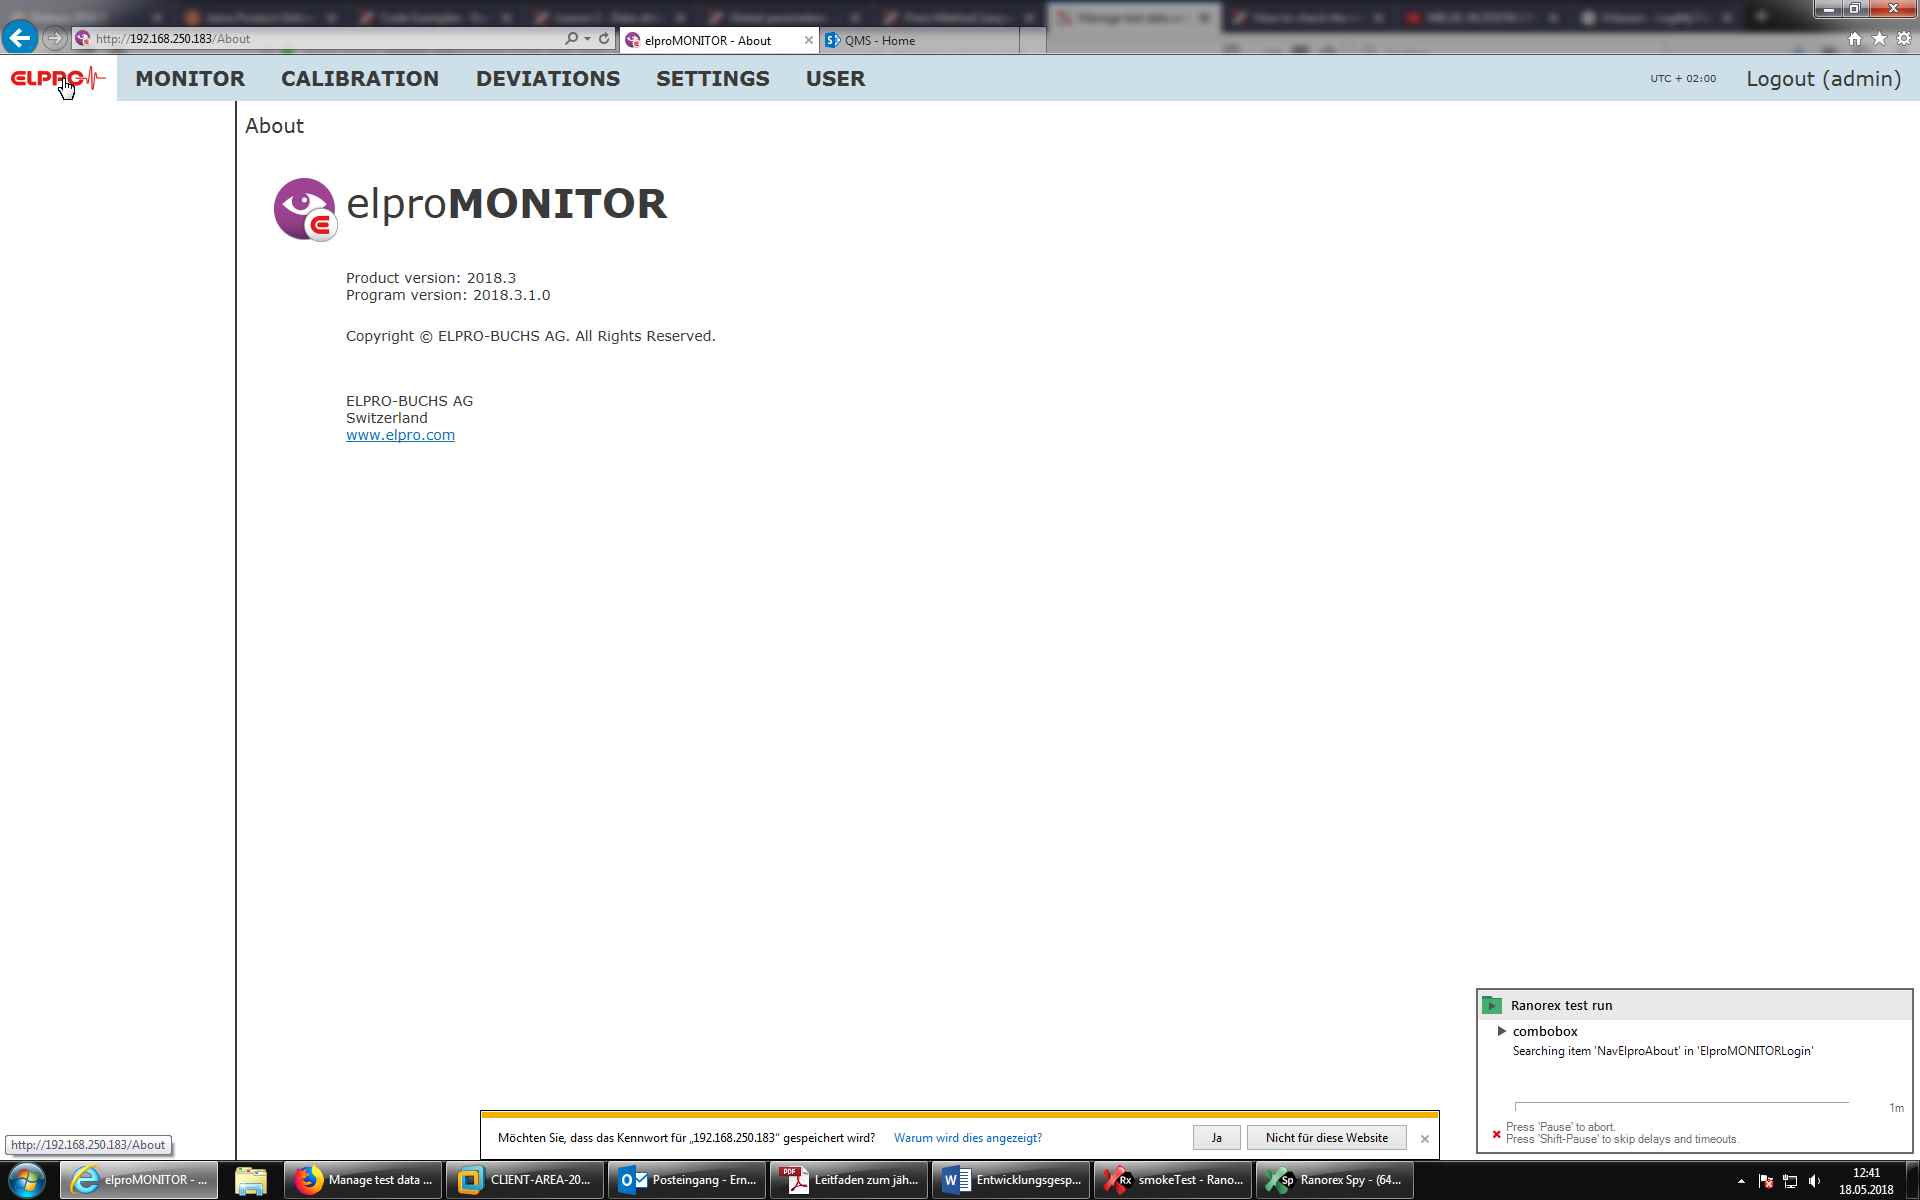 http://192.168.250.183/About
elproMONITOR - About
QMS - Home
ELPRO
MONITOR
CALIBRATION
DEVIATIONS
SETTINGS
USER
UTC + 02:00
Logout (admin)
About
elproMONITOR
Product version: 2018.3
Program version: 2018.3.1.0
Copyright © ELPRO-BUCHS AG. All Rights Reserved.
ELPRO-BUCHS AG
Switzerland
www.elpro.com
Ranorex test run
combobox
Searching item 'NavElproAbout' in 'ElproMONITORLogin'
1m
Press 'Pause' to abort.
Press 'Shift-Pause' to skip delays and timeouts.
Möchten Sie, dass das Kennwort für „192.168.250.183“ gespeichert wird?
Warum wird dies angezeigt?
Ja
Nicht für diese Website
http://192.168.250.183/About
elproMONITOR - ...
Manage test data ...
CLIENT-AREA-20...
Posteingang - Ern...
Leitfaden zum jäh...
Entwicklungsgesp...
smokeTest - Rano...
Ranorex Spy - (64...
12:41
18.05.2018